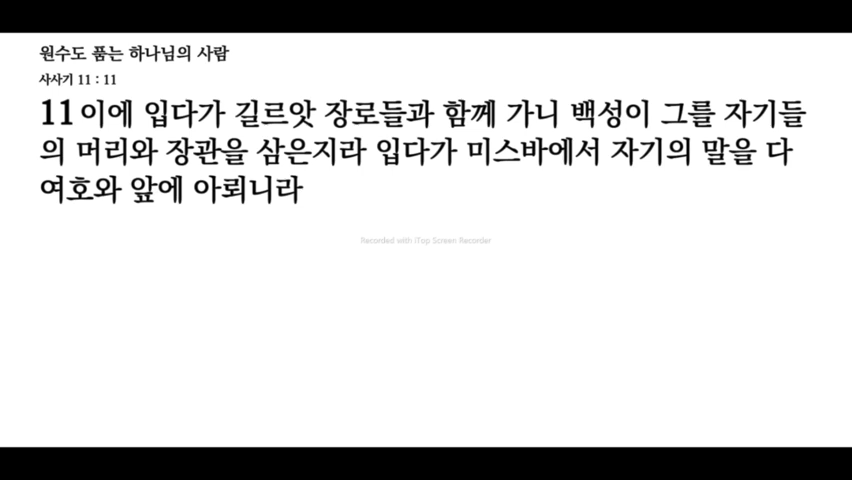 원수도 품는 하나님의 사람
사사기 11 : 11
11 이에 입다가 길르앗 장로들과 함께 가니 백성이 그를 자기들
의 머리와 장관을 삼은지라 입다가 미스바에서 자기의 말을 다
여호와 앞에 아뢰니라
Recorded with iTop Screen Recorder